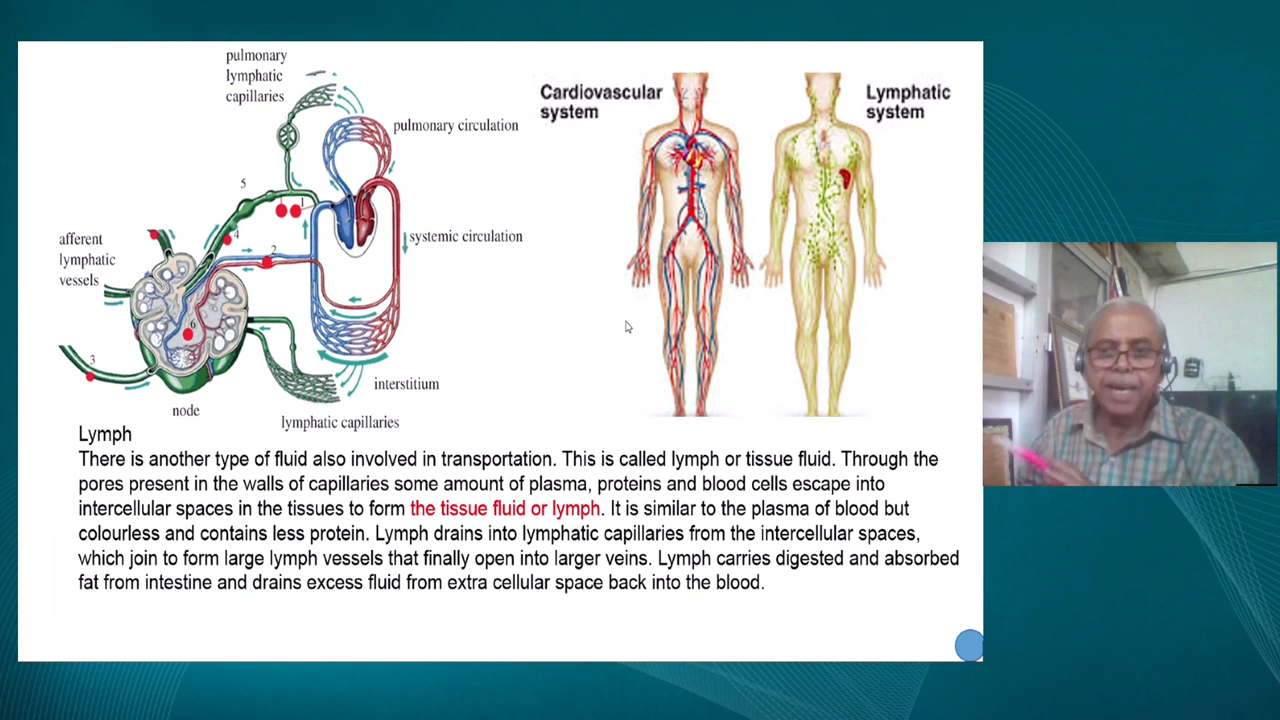 pulmonary
lymphatic
capillaries
pulmonary circulation
5
1
4
2
systemic circulation
afferent
lymphatic
vessels
6
3
interstitium
node
lymphatic capillaries
Cardiovascular
system
Lymphatic
system
Lymph
There is another type of fluid also involved in transportation. This is called lymph or tissue fluid. Through the
pores present in the walls of capillaries some amount of plasma, proteins and blood cells escape into
intercellular spaces in the tissues to form the tissue fluid or lymph. It is similar to the plasma of blood but
colourless and contains less protein. Lymph drains into lymphatic capillaries from the intercellular spaces,
which join to form large lymph vessels that finally open into larger veins. Lymph carries digested and absorbed
fat from intestine and drains excess fluid from extra cellular space back into the blood.